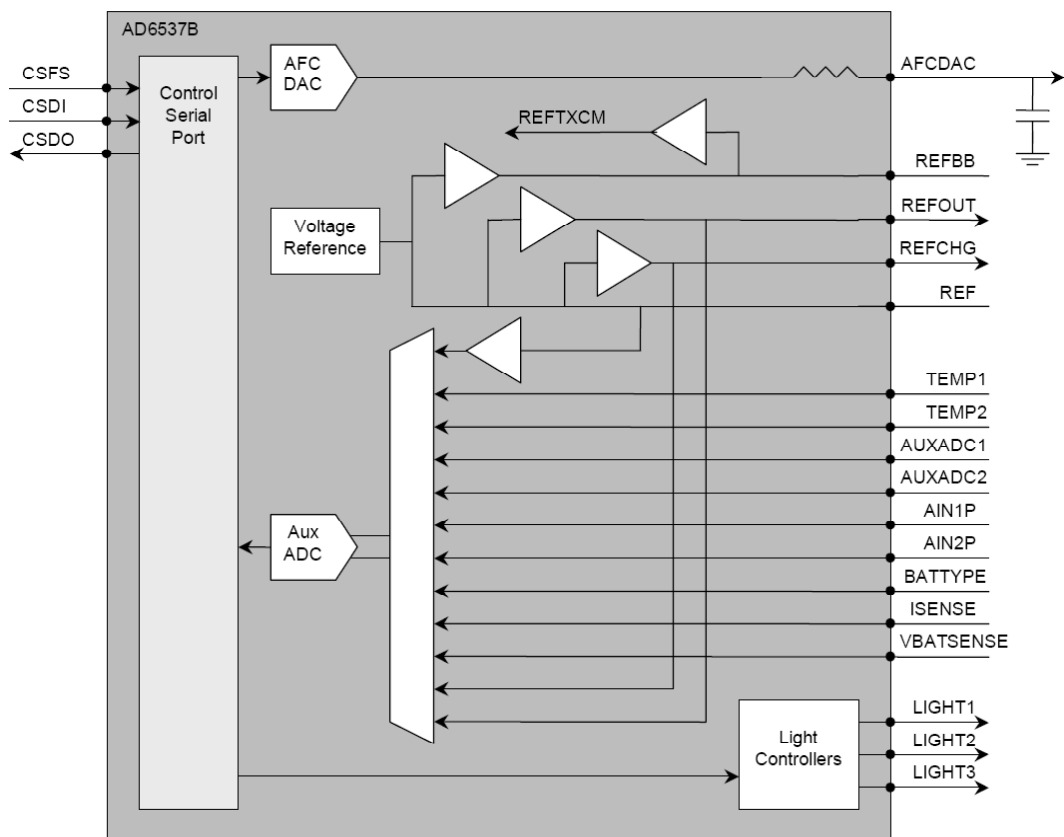 AD6537B
CSFS
CSDI
CSDO
Control
Serial
Port
AFC
DAC
AFCDAC
REFTXCM
REFBB
Voltage
Reference
REFOUT
REFCHG
REF
TEMP1
TEMP2
AUXADC1
AUXADC2
Aux
ADC
AIN1P
AIN2P
BATTYPE
ISENSE
VBATSENSE
Light
Controllers
LIGHT1
LIGHT2
LIGHT3